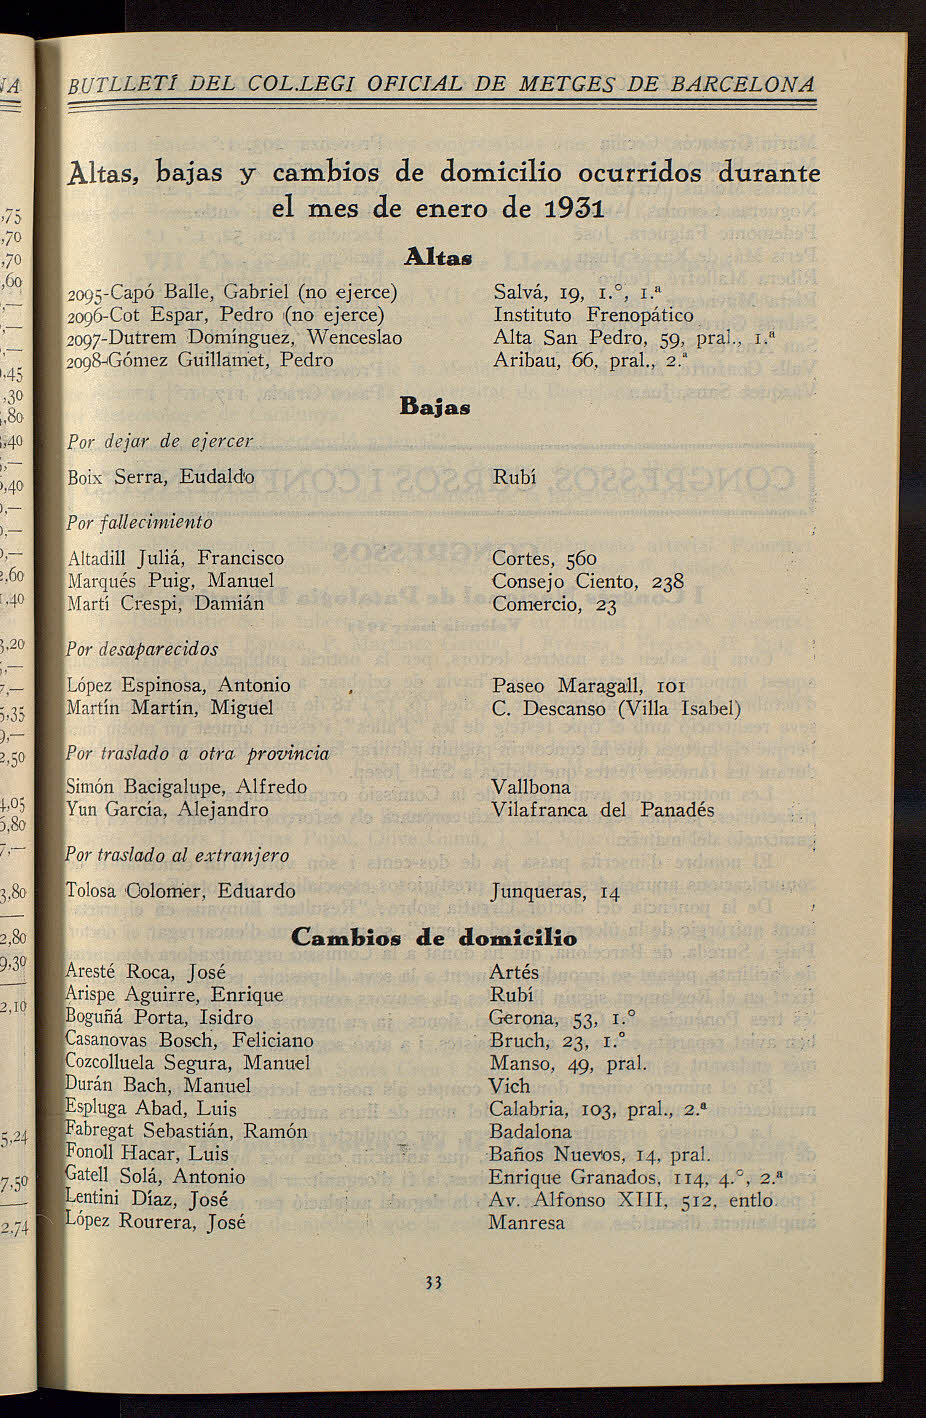 BUTLLETÍ DEL COL.LEGI OFICIAL DE METGES DE BARCELONA
Altas, bajas y cambios de domicilio ocurridos durante
el mes de enero de 1931
Altas
2095-Capó Balle, Gabriel (no ejerce) Salvá, 19, 1.º, 1.ª
2096-Cot Espar, Pedro (no ejerce) Instituto Frenopático
2097-Dutrem Domínguez, Wenceslao Alta San Pedro, 59, pral., 1.ª
2098-Gómez Guillamet, Pedro Aribau, 66, pral., 2.ª
Bajas
Por dejar de ejercer
Boix Serra, Eudaldo Rubí
Por fallecimiento
Altadill Juliá, Francisco Cortes, 560
Marqués Puig, Manuel Consejo Ciento, 238
Martí Crespi, Damián Comercio, 23
Por desaparecidos
López Espinosa, Antonio Paseo Maragall, 101
Martín Martín, Miguel C. Descanso (Villa Isabel)
Por traslado a otra provincia
Simón Bacigalupe, Alfredo Vallbona
Yun García, Alejandro Vilafranca del Panadés
Por traslado al extranjero
Tolosa Colomer, Eduardo Junqueras, 14
Cambios de domicilio
Aresté Roca, José Artés
Arispe Aguirre, Enrique Rubí
Boguñá Porta, Isidro Gerona, 53, 1.º
Casanovas Bosch, Feliciano Bruch, 23, 1.º
Cozcolluela Segura, Manuel Manso, 49, pral.
Durán Bach, Manuel Vich
Espluga Abad, Luis Calabria, 103, pral., 2.ª
Fabregat Sebastián, Ramón Badalona
Fonoll Hacar, Luis Baños Nuevos, 14, pral.
Gatell Solá, Antonio Enrique Granados, 114, 4.º, 2.ª
Lentini Díaz, José Av. Alfonso XIII, 512, entlo.
López Rourera, José Manresa
33